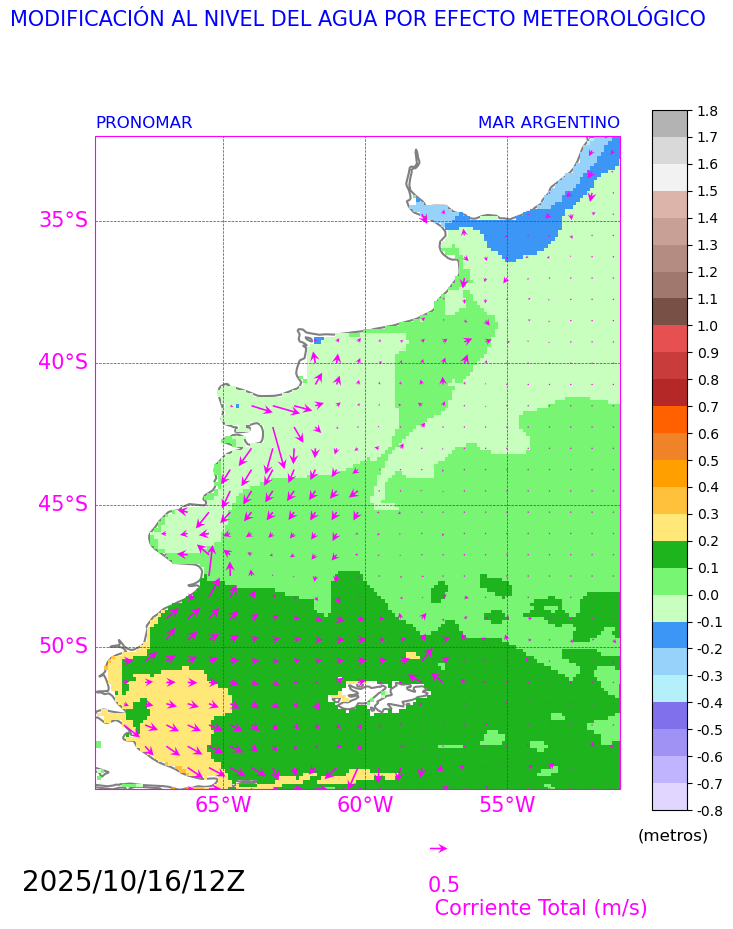 MODIFICACIÓN AL NIVEL DEL AGUA POR EFECTO METEOROLÓGICO
PRONOMAR
MAR ARGENTINO
35°S
40°S
45°S
50°S
65°W
60°W
55°W
1.8
1.7
1.6
1.5
1.4
1.3
1.2
1.1
1.0
0.9
0.8
0.7
0.6
0.5
0.4
0.3
0.2
0.1
0.0
-0.1
-0.2
-0.3
-0.4
-0.5
-0.6
-0.7
-0.8
(metros)
2025/10/16/12Z
0.5
Corriente Total (m/s)